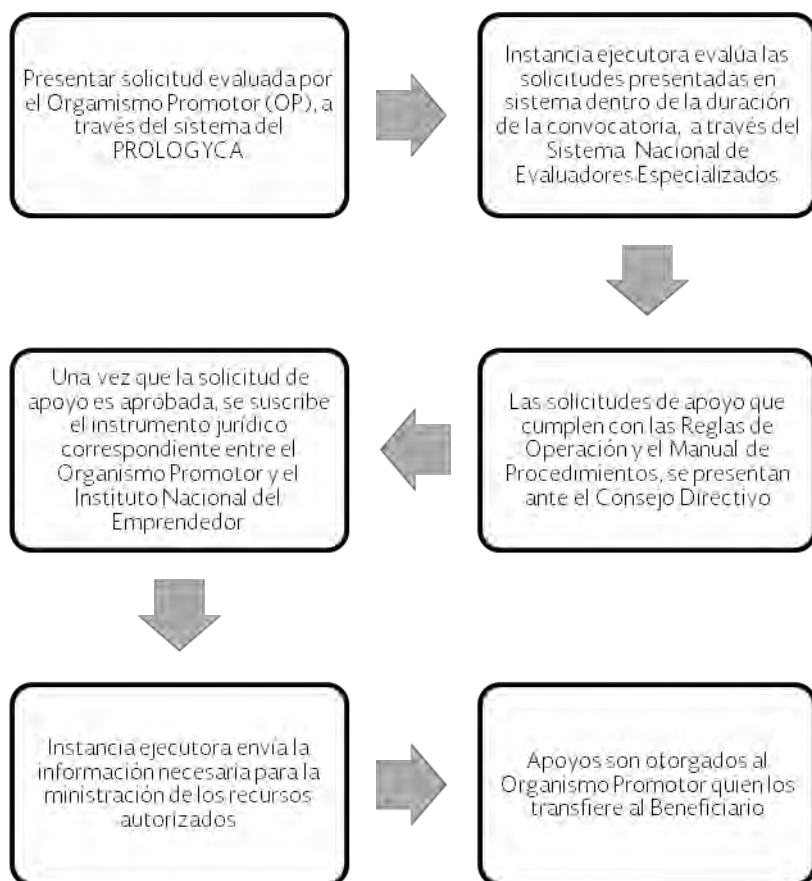 Presentar solicitud evaluada por
el Orgamismo Promotor (OP), a
través del sistema del
PROLOGYCA
Instancia ejecutora evalúa las
solicitudes presentadas en
sistema dentro de la duración
de la convocatoria, a través del
Sistema Nacional de
Evaluadores Especializados
Las solicitudes de apoyo que
cumplen con las Reglas de
Operación y el Manual de
Procedimientos, se presentan
ante el Consejo Directivo
Una vez que la solicitud de
apoyo es aprobada, se suscribe
el instrumento jurídico
correspondiente entre el
Organismo Promotor y el
Instituto Nacional del
Emprendedor
Instancia ejecutora envía la
información necesaria para la
ministración de los recursos
autorizados
Apoyos son otorgados al
Organismo Promotor quien los
transfiere al Beneficiario